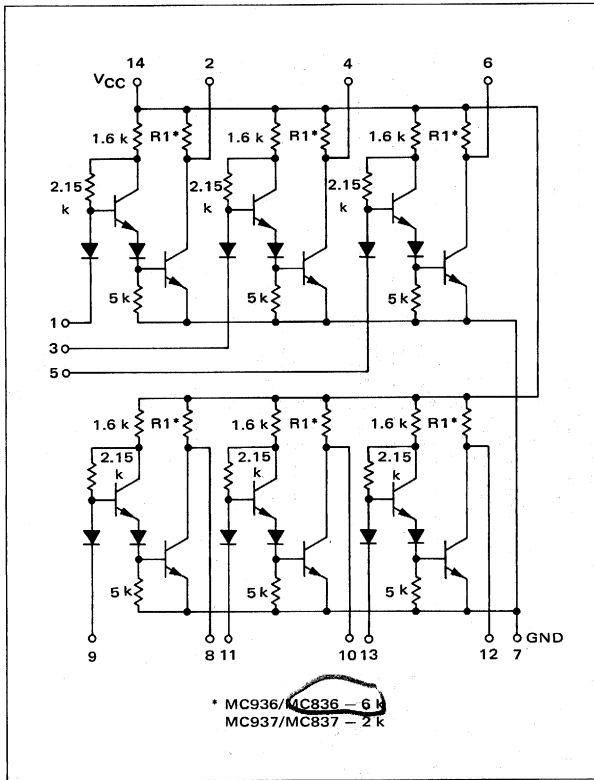 14 2 4 6
VCC
1.6 k R1* 1.6 k R1* 1.6 k R1*
2.15 k 2.15 k 2.15 k
5 k 5 k 5 k
1
3
5
1.6 k R1* 1.6 k R1* 1.6 k R1*
2.15 k 2.15 k 2.15 k
5 k 5 k 5 k
GND
9 8 11 10 13 12 7
* MC936/MC836 – 6 k
MC937/MC837 – 2 k